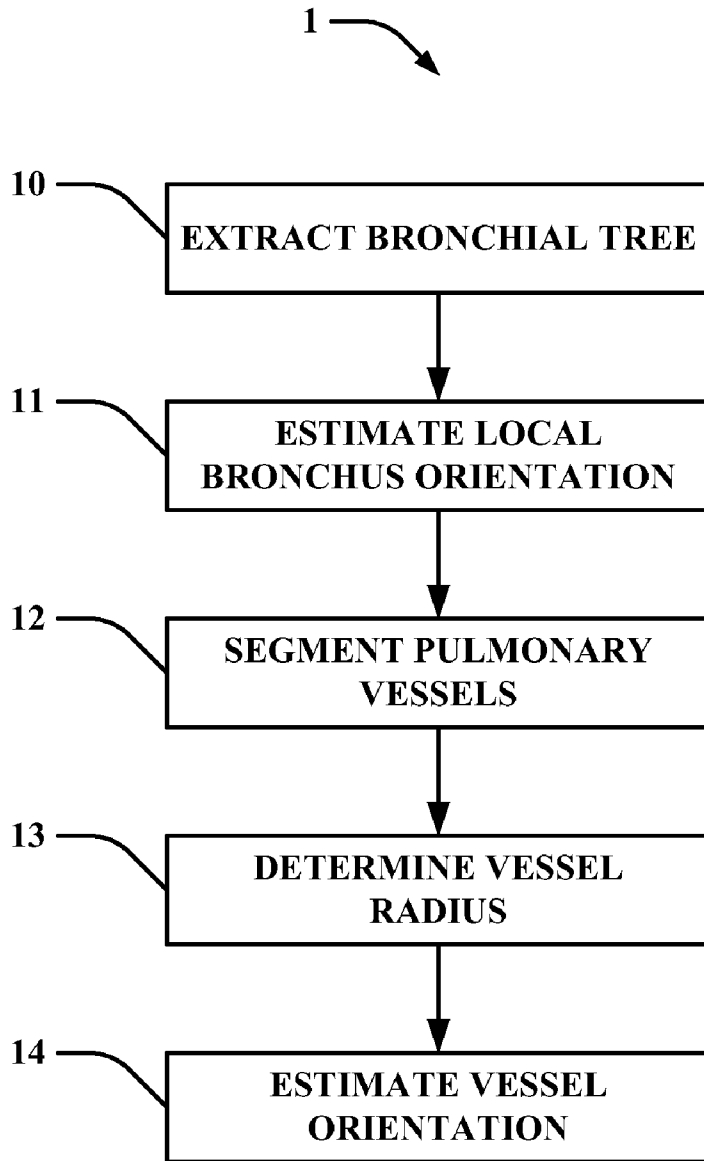 1
10
EXTRACT BRONCHIAL TREE
11
ESTIMATE LOCAL
BRONCHUS ORIENTATION
12
SEGMENT PULMONARY
VESSELS
13
DETERMINE VESSEL
RADIUS
14
ESTIMATE VESSEL
ORIENTATION